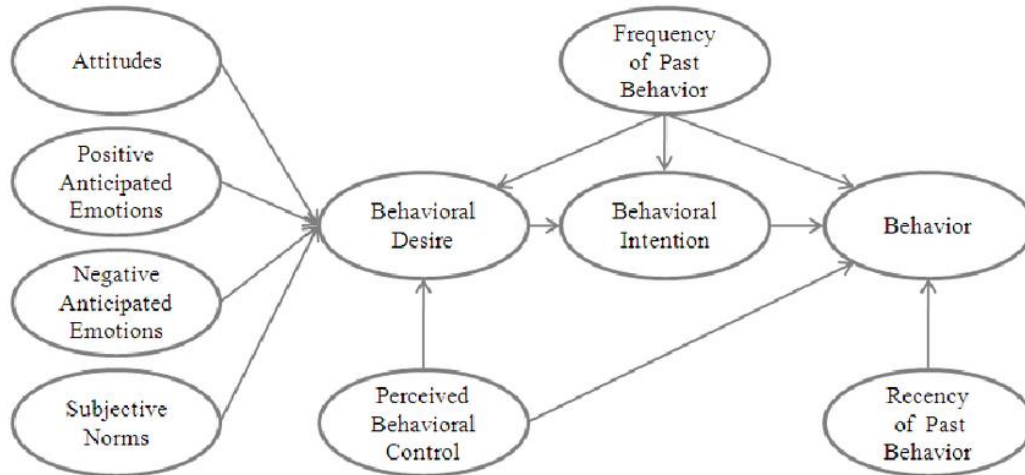 Attitudes
Positive
Anticipated
Emotions
Negative
Anticipated
Emotions
Subjective
Norms
Frequency
of Past
Behavior
Behavioral
Desire
Behavioral
Intention
Behavior
Perceived
Behavioral
Control
Recency
of Past
Behavior